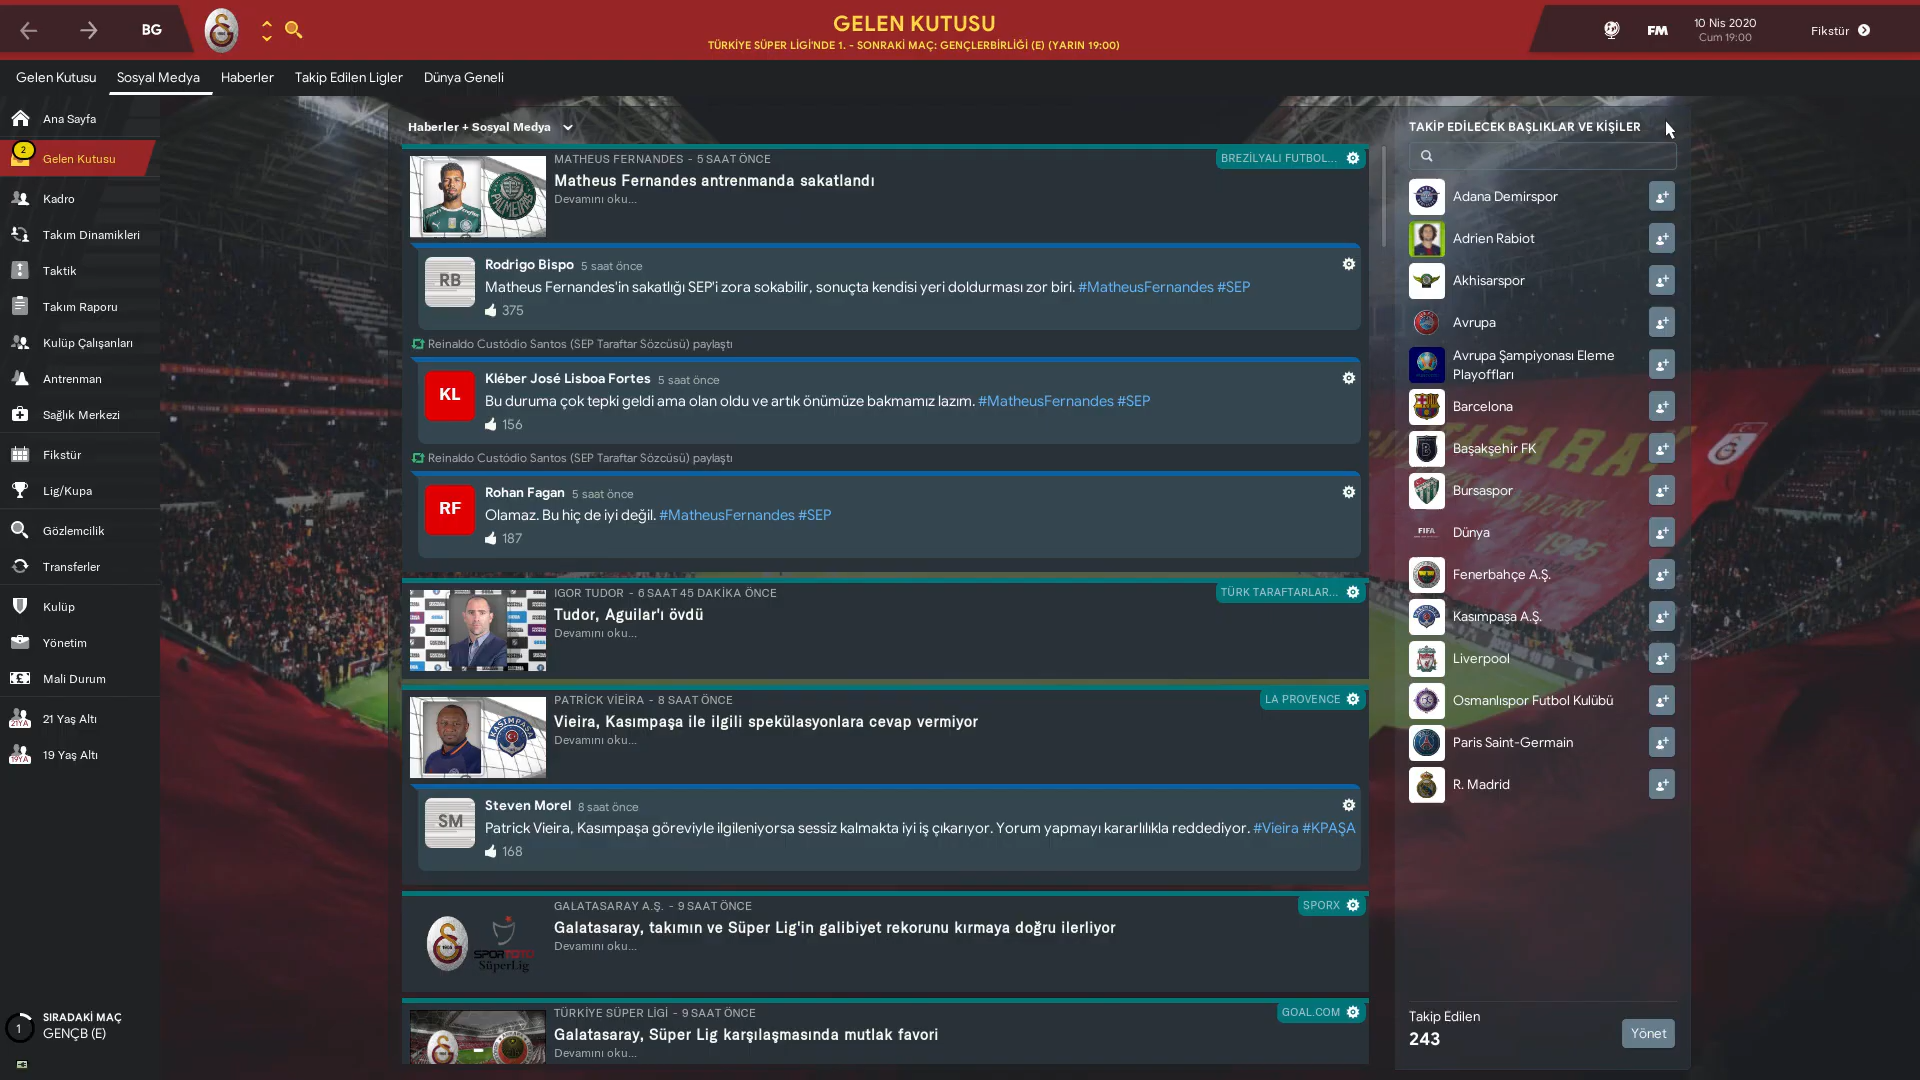 BG
GELEN KUTUSU
TÜRKİYE SÜPER LİGİ'NDE 1. - SONRAKİ MAÇ: GENÇLERBİRLİĞİ (E) (YARIN 19:00)
FM
10 Nis 2020
Cum 19:00
Fikstür
Gelen Kutusu
Sosyal Medya
Haberler
Takip Edilen Ligler
Dünya Geneli
Ana Sayfa
2
Gelen Kutusu
Kadro
Takım Dinamikleri
Taktik
Takım Raporu
Kulüp Çalışanları
Antrenman
Sağlık Merkezi
Fikstür
Lig/Kupa
Gözlemcilik
Transferler
Kulüp
Yönetim
Mali Durum
21YA
21 Yaş Altı
19YA
19 Yaş Altı
1
SIRADAKİ MAÇ
GENÇB (E)
Haberler + Sosyal Medya
MATHEUS FERNANDES - 5 SAAT ÖNCE
BREZİLYALI FUTBOL...
Matheus Fernandes antrenmanda sakatlandı
Devamını oku...
PALMEIRAS
RB
Rodrigo Bispo 5 saat önce
Matheus Fernandes'in sakatlığı SEP'i zora sokabilir, sonuçta kendisi yeri doldurması zor biri. #MatheusFernandes #SEP
375
Reinaldo Custódio Santos (SEP Taraftar Sözcüsü) paylaştı
KL
Kléber José Lisboa Fortes 5 saat önce
Bu duruma çok tepki geldi ama olan oldu ve artık önümüze bakmamız lazım. #MatheusFernandes #SEP
156
Reinaldo Custódio Santos (SEP Taraftar Sözcüsü) paylaştı
RF
Rohan Fagan 5 saat önce
Olamaz. Bu hiç de iyi değil. #MatheusFernandes #SEP
187
IGOR TUDOR - 6 SAAT 45 DAKİKA ÖNCE
TÜRK TARAFTARLAR...
Tudor, Aguilar'ı övdü
Devamını oku...
PATRİCK VİEİRA - 8 SAAT ÖNCE
LA PROVENCE
Vieira, Kasımpaşa ile ilgili spekülasyonlara cevap vermiyor
Devamını oku...
KASIMPAŞA
SM
Steven Morel 8 saat önce
Patrick Vieira, Kasımpaşa göreviyle ilgileniyorsa sessiz kalmakta iyi iş çıkarıyor. Yorum yapmayı kararlılıkla reddediyor. #Vieira #KPAŞA
168
GALATASARAY A.Ş. - 9 SAAT ÖNCE
SPORX
Galatasaray, takımın ve Süper Lig'in galibiyet rekorunu kırmaya doğru ilerliyor
Devamını oku...
SPOR TOTO
SüperLig
TÜRKİYE SÜPER LİGİ - 9 SAAT ÖNCE
GOAL.COM
Galatasaray, Süper Lig karşılaşmasında mutlak favori
Devamını oku...
TAKİP EDİLECEK BAŞLIKLAR VE KİŞİLER
Adana Demirspor
Adrien Rabiot
Akhisarspor
Avrupa
Avrupa Şampiyonası Eleme
Playoffları
Barcelona
Başakşehir FK
Bursaspor
FIFA
Dünya
Fenerbahçe A.Ş.
Kasımpaşa A.Ş.
Liverpool
Osmanlıspor Futbol Kulübü
Paris Saint-Germain
R. Madrid
Takip Edilen
243
Yönet